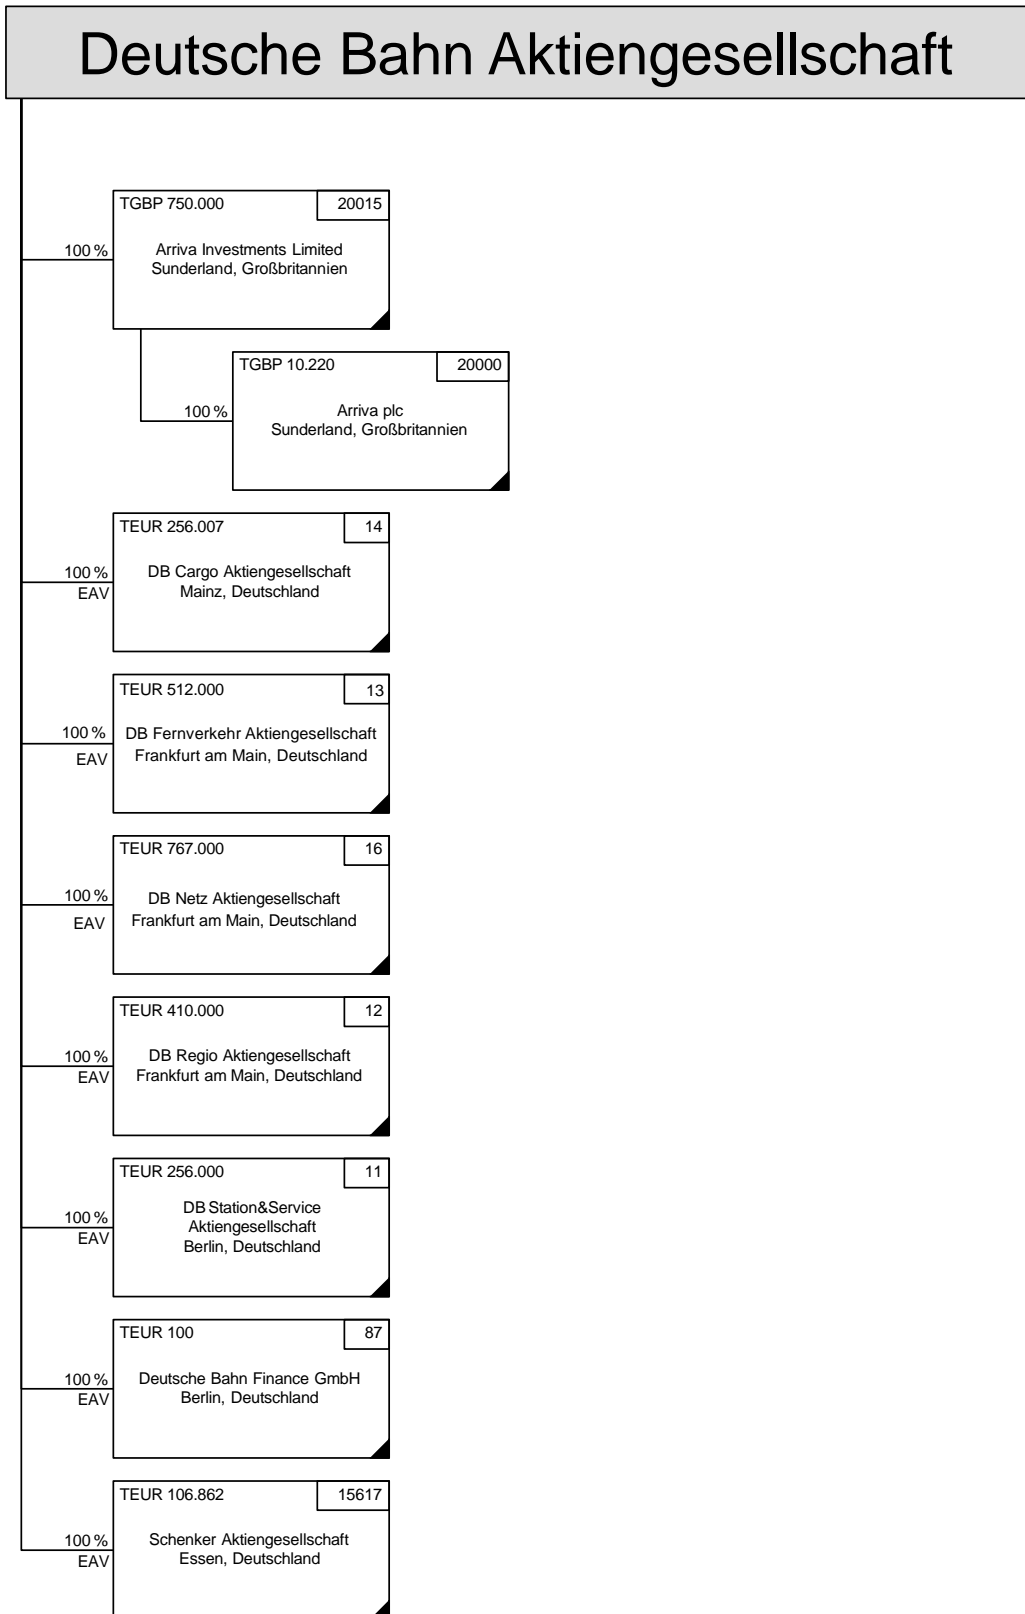 Deutsche Bahn Aktiengesellschaft
TGBP 750.000 20015
100 % Arriva Investments Limited
Sunderland, Großbritannien
TGBP 10.220 20000
100 % Arriva plc
Sunderland, Großbritannien
TEUR 256.007 14
100 % DB Cargo Aktiengesellschaft
EAV Mainz, Deutschland
TEUR 512.000 13
100 % DB Fernverkehr Aktiengesellschaft
EAV Frankfurt am Main, Deutschland
TEUR 767.000 16
100 % DB Netz Aktiengesellschaft
EAV Frankfurt am Main, Deutschland
TEUR 410.000 12
100 % DB Regio Aktiengesellschaft
EAV Frankfurt am Main, Deutschland
TEUR 256.000 11
DB Station&Service
100 % Aktiengesellschaft
EAV Berlin, Deutschland
TEUR 100 87
100 % Deutsche Bahn Finance GmbH
EAV Berlin, Deutschland
TEUR 106.862 15617
100 % Schenker Aktiengesellschaft
EAV Essen, Deutschland